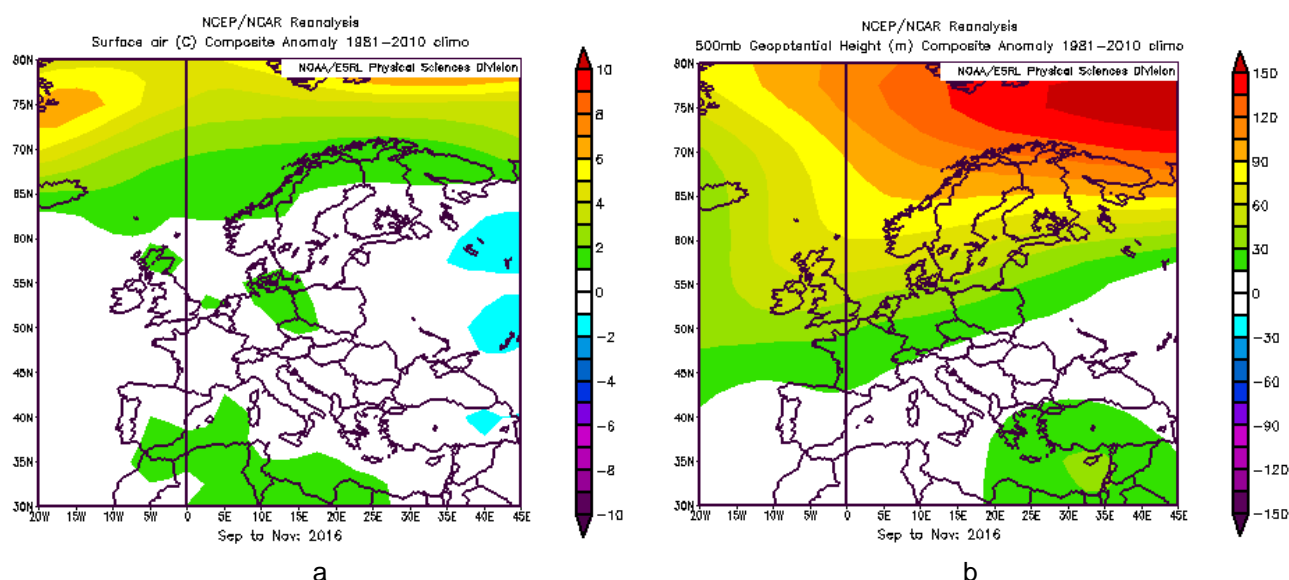 NCEP/NCAR Reanalysis
Surface air (C) Composite Anomaly 1981-2010 climo
NOAA/ESRL Physical Sciences Division
80N
75N
70N
65N
60N
55N
50N
45N
40N
35N
30N
20W 15W 10W 5W 0 5E 10E 15E 20E 25E 30E 35E 40E 45E
Sep to Nov: 2016
10
8
6
4
2
0
-2
-4
-6
-8
-10
a
NCEP/NCAR Reanalysis
500mb Geopotential Height (m) Composite Anomaly 1981-2010 climo
NOAA/ESRL Physical Sciences Division
80N
75N
70N
65N
60N
55N
50N
45N
40N
35N
30N
20W 15W 10W 5W 0 5E 10E 15E 20E 25E 30E 35E 40E 45E
Sep to Nov: 2016
150
120
90
60
30
0
-30
-60
-90
-120
-150
b